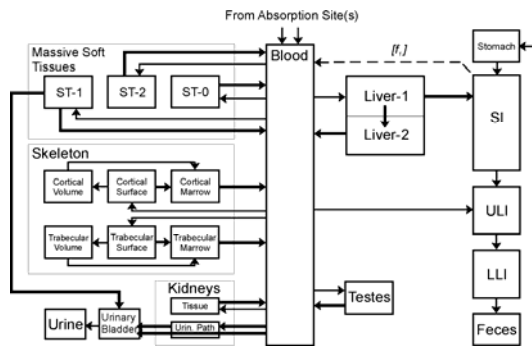 From Absorption Site(s)
Massive Soft
Tissues
Blood
[f₁]
Stomach
ST-1
ST-2
ST-0
Liver-1
Liver-2
SI
Skeleton
Cortical
Volume
Cortical
Surface
Cortical
Marrow
Trabecular
Volume
Trabecular
Surface
Trabecular
Marrow
ULI
LLI
Kidneys
Tissue
Urin. Path
Urinary
Bladder
Urine
Testes
Feces